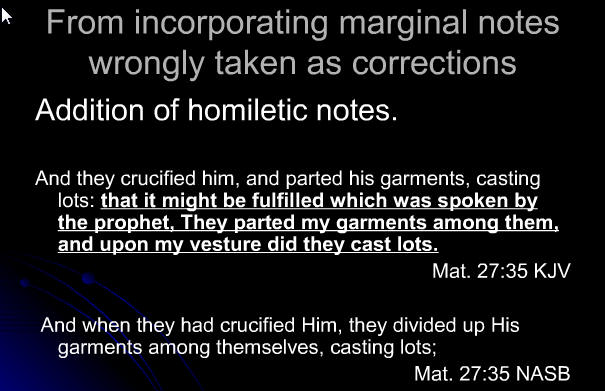 From incorporating marginal notes
wrongly taken as corrections
Addition of homiletic notes.
And they crucified him, and parted his garments, casting
lots: that it might be fulfilled which was spoken by
the prophet, They parted my garments among them,
and upon my vesture did they cast lots.
Mat. 27:35 KJV
And when they had crucified Him, they divided up His
garments among themselves, casting lots;
Mat. 27:35 NASB